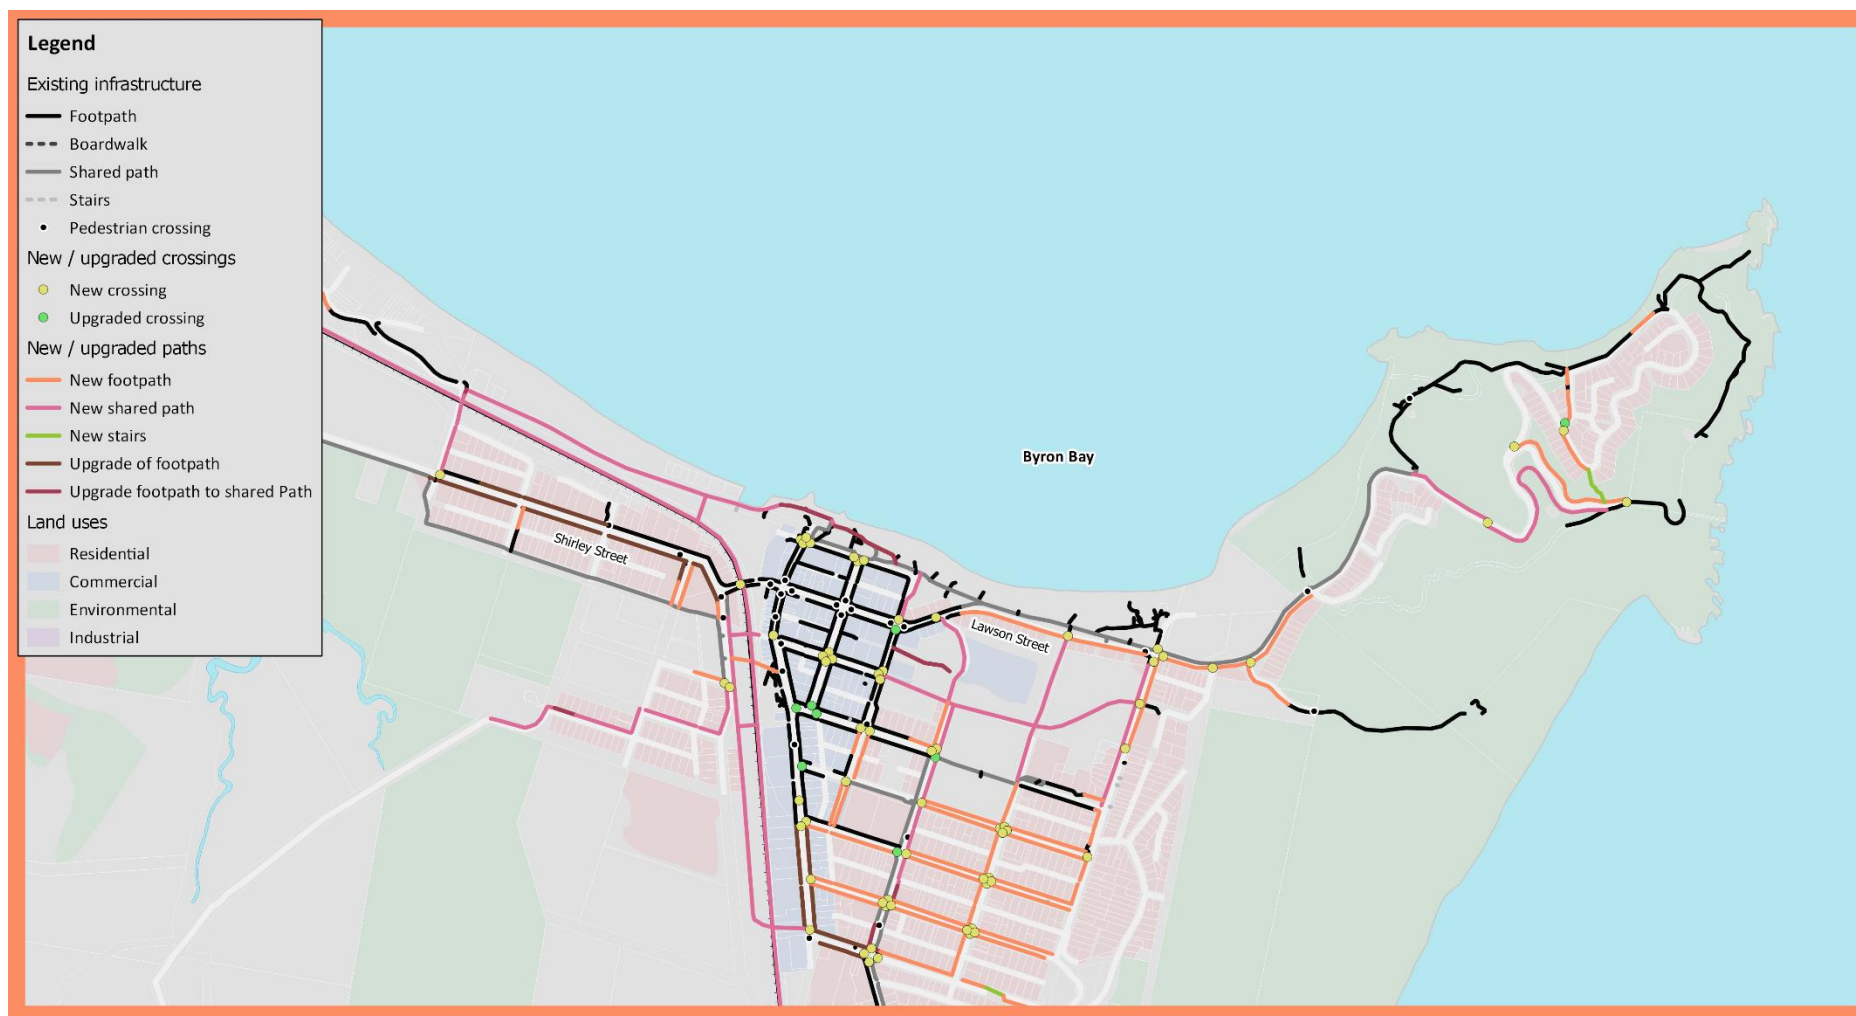 Legend
Existing infrastructure
Footpath
Boardwalk
Shared path
Stairs
Pedestrian crossing
New / upgraded crossings
New crossing
Upgraded crossing
New / upgraded paths
New footpath
New shared path
New stairs
Upgrade of footpath
Upgrade footpath to shared Path
Land uses
Residential
Commercial
Environmental
Industrial
Byron Bay
Shirley Street
Lawson Street